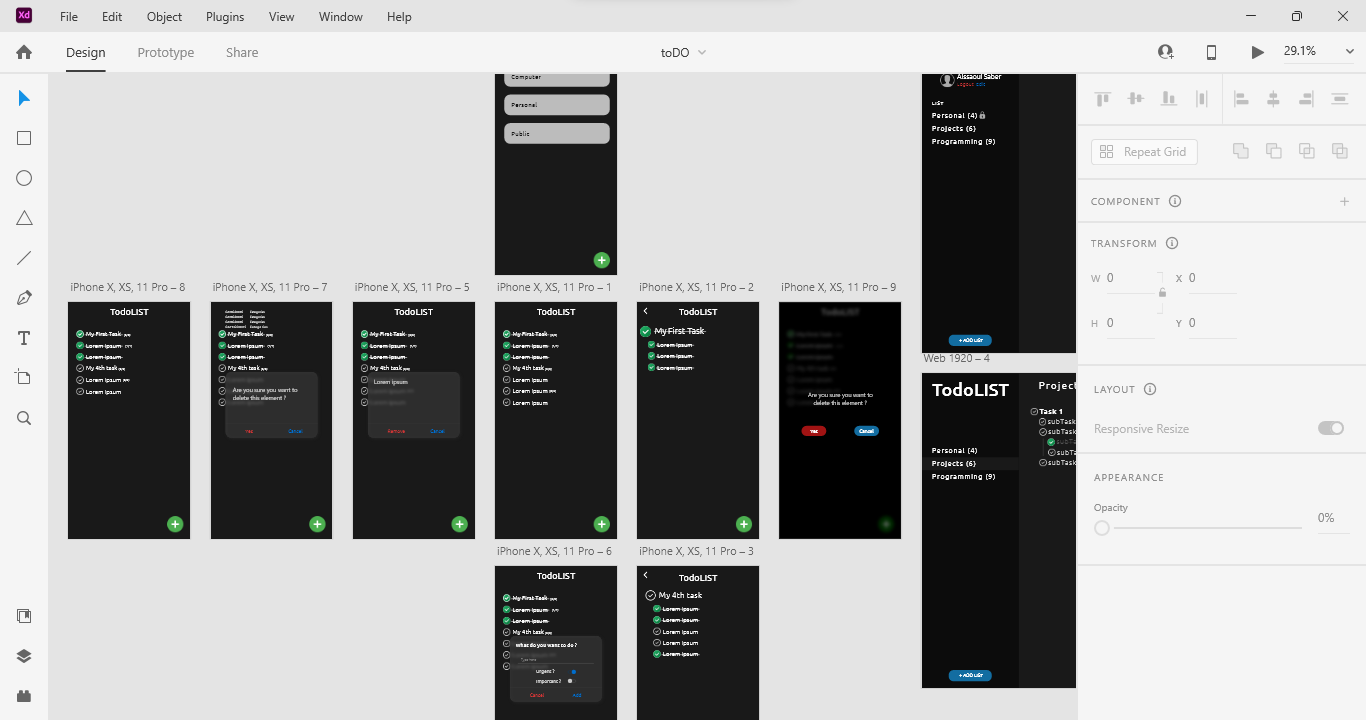 Xd File Edit Object Plugins View Window Help
Design Prototype Share toDO 29.1%
Computer
Personal
Public
Aissaoui Saber
Logout Edit
LIST
Personal (4)
Projects (6)
Programming (9)
+ ADD LIST
Repeat Grid
COMPONENT
TRANSFORM
W 0 X 0
H 0 Y 0
LAYOUT
Responsive Resize
APPEARANCE
Opacity
0%
iPhone X, XS, 11 Pro – 8
TodoLIST
My First Task
Lorem Ipsum
Lorem Ipsum
My 4th task
Lorem Ipsum
Lorem Ipsum
iPhone X, XS, 11 Pro – 7
My First Task
Lorem Ipsum
Lorem Ipsum
My 4th task
Are you sure you want to
delete this element ?
Yes Cancel
iPhone X, XS, 11 Pro – 5
TodoLIST
My First Task
Lorem Ipsum
Lorem Ipsum
My 4th task
Lorem Ipsum
Remove Cancel
iPhone X, XS, 11 Pro – 1
TodoLIST
My First Task
Lorem Ipsum
Lorem Ipsum
My 4th task
Lorem Ipsum
Lorem Ipsum
Lorem Ipsum
iPhone X, XS, 11 Pro – 2
TodoLIST
My First Task
Lorem Ipsum
Lorem Ipsum
Lorem Ipsum
iPhone X, XS, 11 Pro – 9
TodoLIST
Are you sure you want to
delete this element ?
Yes Cancel
Web 1920 – 4
TodoLIST
Personal (4)
Projects (6)
Programming (9)
+ ADD LIST
Project
Task 1
subTask
subTask
subTa
subTa
subTask
iPhone X, XS, 11 Pro – 6
TodoLIST
My First Task
Lorem Ipsum
Lorem Ipsum
My 4th task
What do you want to do ?
Urgent ?
Important ?
Cancel Add
iPhone X, XS, 11 Pro – 3
TodoLIST
My 4th task
Lorem Ipsum
Lorem Ipsum
Lorem Ipsum
Lorem Ipsum
Lorem Ipsum